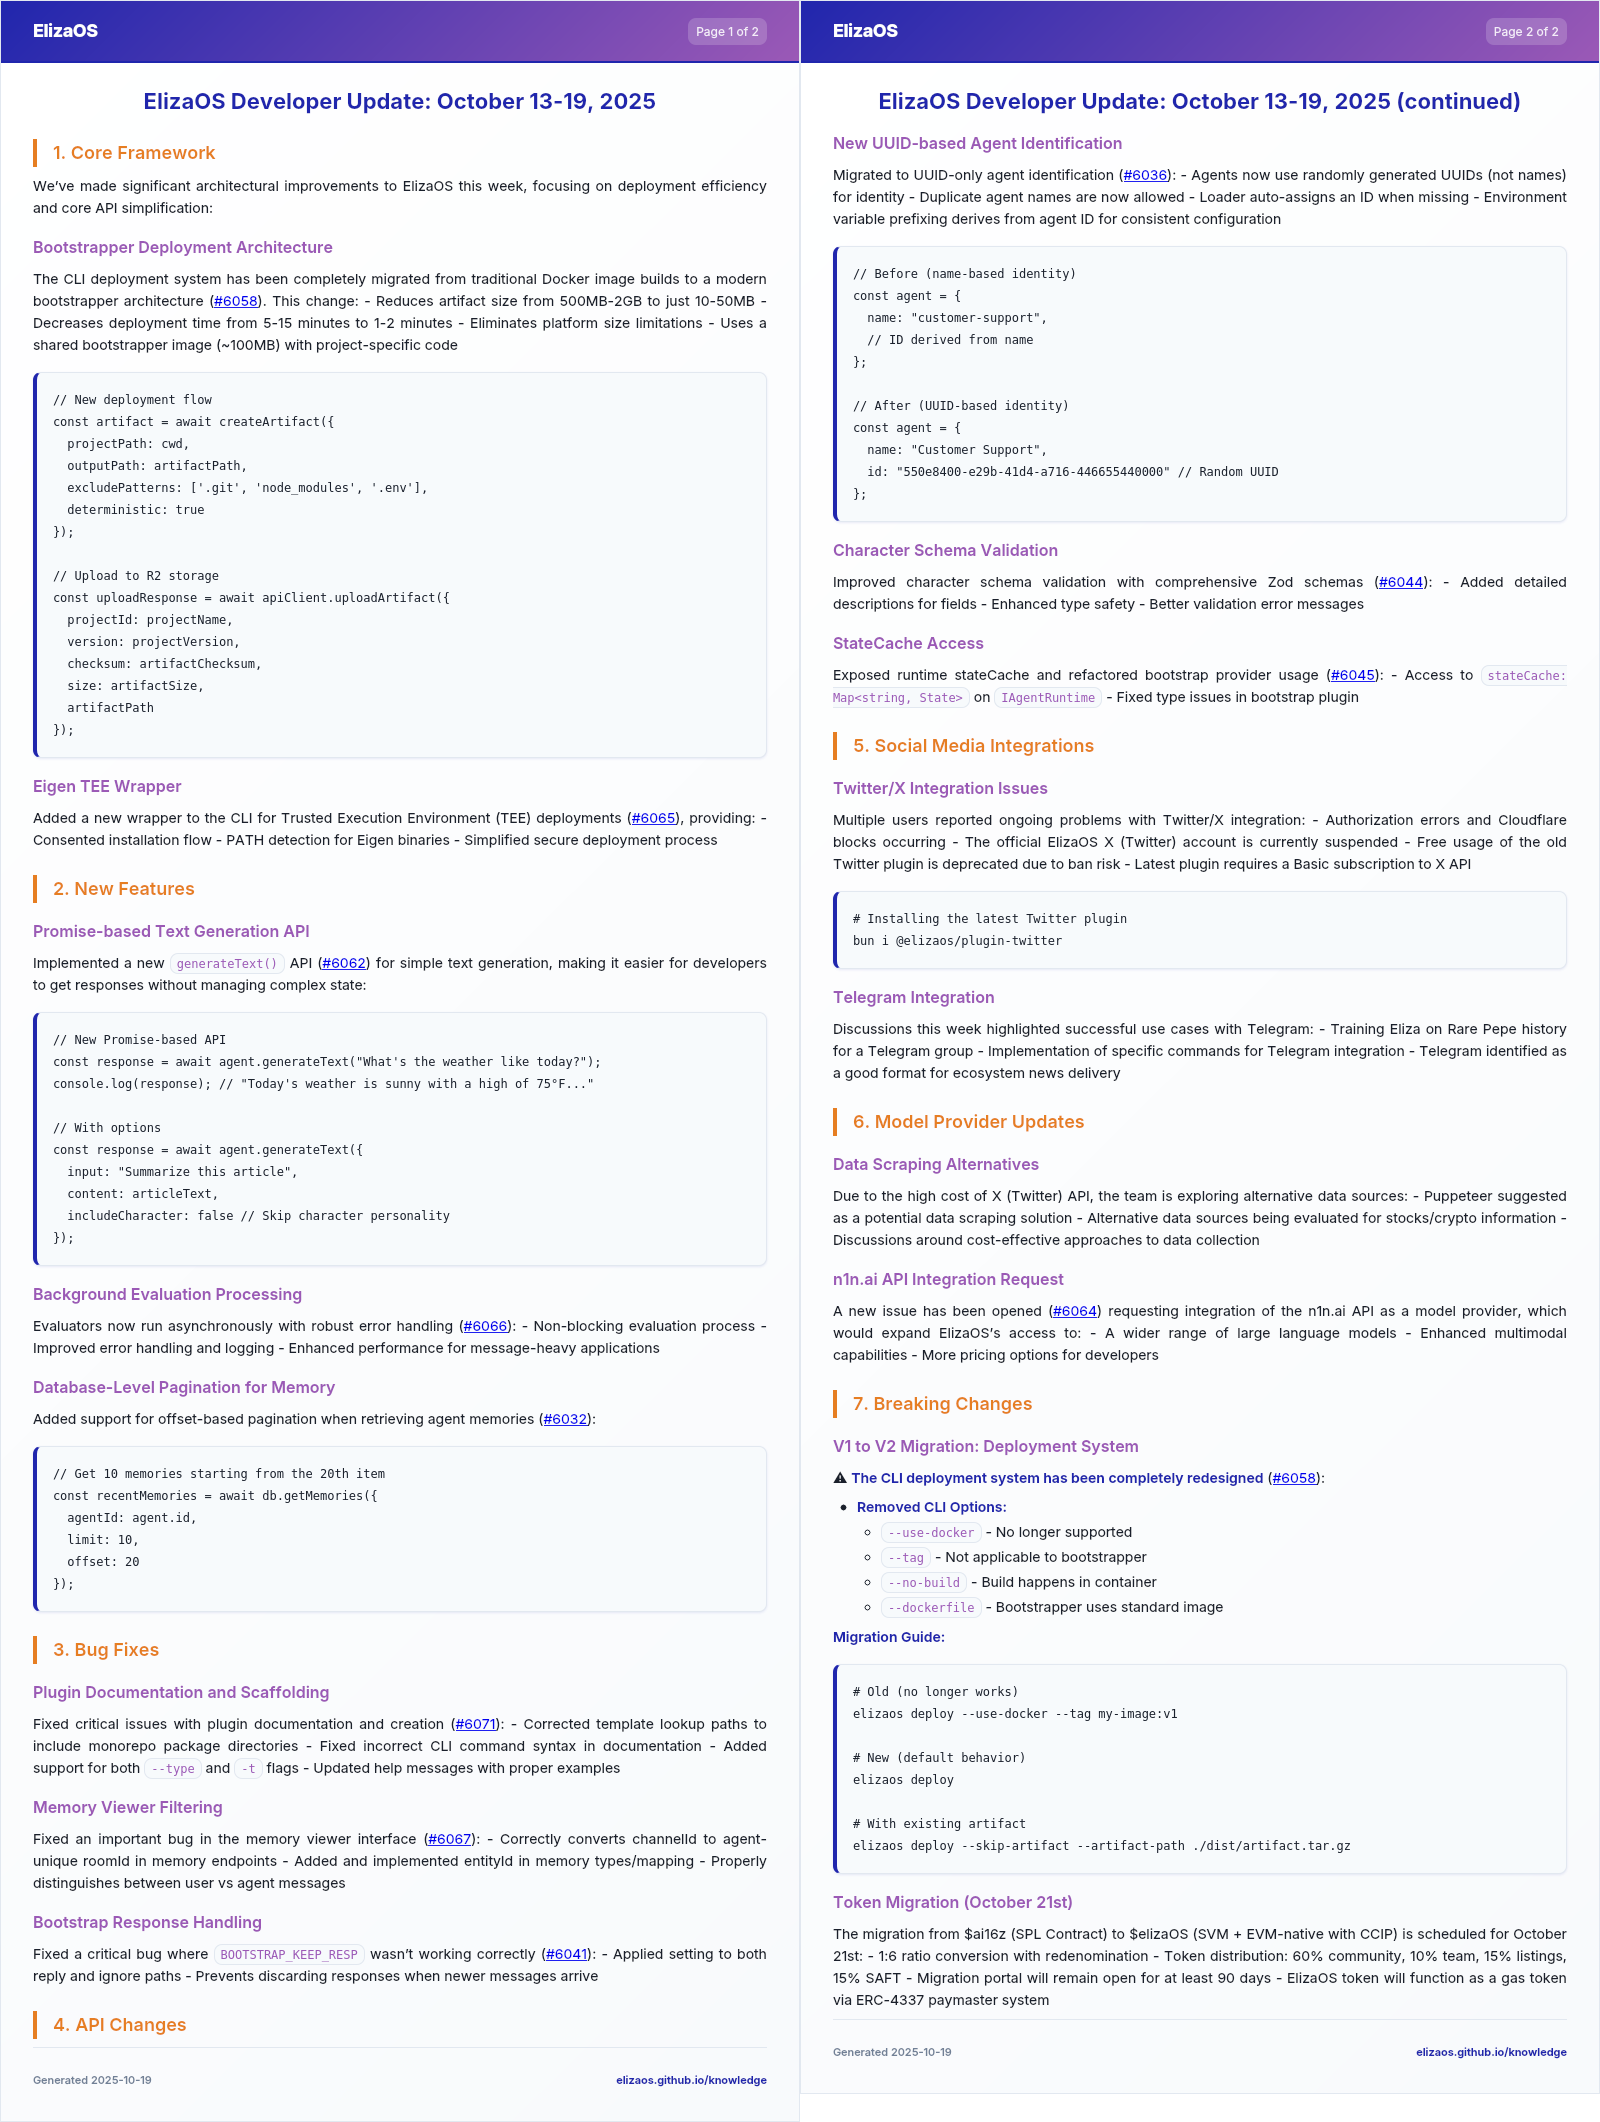 ElizaOS
Page 1 of 2
ElizaOS Developer Update: October 13-19, 2025
1. Core Framework
We’ve made significant architectural improvements to ElizaOS this week, focusing on deployment efficiency
and core API simplification:
Bootstrapper Deployment Architecture
The CLI deployment system has been completely migrated from traditional Docker image builds to a modern
bootstrapper architecture (#6058). This change: - Reduces artifact size from 500MB-2GB to just 10-50MB -
Decreases deployment time from 5-15 minutes to 1-2 minutes - Eliminates platform size limitations - Uses a
shared bootstrapper image (~100MB) with project-specific code
// New deployment flow
const artifact = await createArtifact({
  projectPath: cwd,
  outputPath: artifactPath,
  excludePatterns: ['.git', 'node_modules', '.env'],
  deterministic: true
});
// Upload to R2 storage
const uploadResponse = await apiClient.uploadArtifact({
  projectId: projectName,
  version: projectVersion,
  checksum: artifactChecksum,
  size: artifactSize,
  artifactPath
});
Eigen TEE Wrapper
Added a new wrapper to the CLI for Trusted Execution Environment (TEE) deployments (#6065), providing: -
Consented installation flow - PATH detection for Eigen binaries - Simplified secure deployment process
2. New Features
Promise-based Text Generation API
Implemented a new generateText() API (#6062) for simple text generation, making it easier for developers
to get responses without managing complex state:
// New Promise-based API
const response = await agent.generateText("What's the weather like today?");
console.log(response); // "Today's weather is sunny with a high of 75°F..."
// With options
const response = await agent.generateText({
  input: "Summarize this article",
  content: articleText,
  includeCharacter: false // Skip character personality
});
Background Evaluation Processing
Evaluators now run asynchronously with robust error handling (#6066): - Non-blocking evaluation process -
Improved error handling and logging - Enhanced performance for message-heavy applications
Database-Level Pagination for Memory
Added support for offset-based pagination when retrieving agent memories (#6032):
// Get 10 memories starting from the 20th item
const recentMemories = await db.getMemories({
  agentId: agent.id,
  limit: 10,
  offset: 20
});
3. Bug Fixes
Plugin Documentation and Scaffolding
Fixed critical issues with plugin documentation and creation (#6071): - Corrected template lookup paths to
include monorepo package directories - Fixed incorrect CLI command syntax in documentation - Added
support for both --type and -t flags - Updated help messages with proper examples
Memory Viewer Filtering
Fixed an important bug in the memory viewer interface (#6067): - Correctly converts channelId to agent-
unique roomId in memory endpoints - Added and implemented entityId in memory types/mapping - Properly
distinguishes between user vs agent messages
Bootstrap Response Handling
Fixed a critical bug where BOOTSTRAP_KEEP_RESP wasn’t working correctly (#6041): - Applied setting to both
reply and ignore paths - Prevents discarding responses when newer messages arrive
4. API Changes
Generated 2025-10-19
elizaos.github.io/knowledge
ElizaOS
Page 2 of 2
ElizaOS Developer Update: October 13-19, 2025 (continued)
New UUID-based Agent Identification
Migrated to UUID-only agent identification (#6036): - Agents now use randomly generated UUIDs (not names)
for identity - Duplicate agent names are now allowed - Loader auto-assigns an ID when missing - Environment
variable prefixing derives from agent ID for consistent configuration
// Before (name-based identity)
const agent = {
  name: "customer-support",
  // ID derived from name
};
// After (UUID-based identity)
const agent = {
  name: "Customer Support",
  id: "550e8400-e29b-41d4-a716-446655440000" // Random UUID
};
Character Schema Validation
Improved character schema validation with comprehensive Zod schemas (#6044): - Added detailed
descriptions for fields - Enhanced type safety - Better validation error messages
StateCache Access
Exposed runtime stateCache and refactored bootstrap provider usage (#6045): - Access to stateCache:
Map<string, State> on IAgentRuntime - Fixed type issues in bootstrap plugin
5. Social Media Integrations
Twitter/X Integration Issues
Multiple users reported ongoing problems with Twitter/X integration: - Authorization errors and Cloudflare
blocks occurring - The official ElizaOS X (Twitter) account is currently suspended - Free usage of the old
Twitter plugin is deprecated due to ban risk - Latest plugin requires a Basic subscription to X API
# Installing the latest Twitter plugin
bun i @elizaos/plugin-twitter
Telegram Integration
Discussions this week highlighted successful use cases with Telegram: - Training Eliza on Rare Pepe history
for a Telegram group - Implementation of specific commands for Telegram integration - Telegram identified as
a good format for ecosystem news delivery
6. Model Provider Updates
Data Scraping Alternatives
Due to the high cost of X (Twitter) API, the team is exploring alternative data sources: - Puppeteer suggested
as a potential data scraping solution - Alternative data sources being evaluated for stocks/crypto information -
Discussions around cost-effective approaches to data collection
n1n.ai API Integration Request
A new issue has been opened (#6064) requesting integration of the n1n.ai API as a model provider, which
would expand ElizaOS’s access to: - A wider range of large language models - Enhanced multimodal
capabilities - More pricing options for developers
7. Breaking Changes
V1 to V2 Migration: Deployment System
⚠ The CLI deployment system has been completely redesigned (#6058):
• Removed CLI Options:
◦ --use-docker - No longer supported
◦ --tag - Not applicable to bootstrapper
◦ --no-build - Build happens in container
◦ --dockerfile - Bootstrapper uses standard image
Migration Guide:
# Old (no longer works)
elizaos deploy --use-docker --tag my-image:v1
# New (default behavior)
elizaos deploy
# With existing artifact
elizaos deploy --skip-artifact --artifact-path ./dist/artifact.tar.gz
Token Migration (October 21st)
The migration from $ai16z (SPL Contract) to $elizaOS (SVM + EVM-native with CCIP) is scheduled for October
21st: - 1:6 ratio conversion with redenomination - Token distribution: 60% community, 10% team, 15% listings,
15% SAFT - Migration portal will remain open for at least 90 days - ElizaOS token will function as a gas token
via ERC-4337 paymaster system
Generated 2025-10-19
elizaos.github.io/knowledge